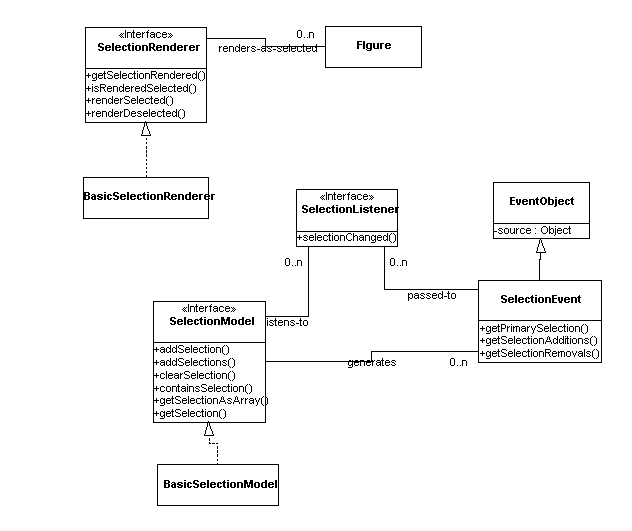 «Interface»
SelectionRenderer
+getSelectionRendered()
+isRenderedSelected()
+renderSelected()
+renderDeselected()
0..n
renders-as-selected
FIgure
BasicSelectionRenderer
«Interface»
SelectionListener
+selectionChanged()
EventObject
-source : Object
0..n
0..n
passed-to
SelectionEvent
+getPrimarySelection()
+getSelectionAdditions()
+getSelectionRemovals()
«Interface»
SelectionModel
+addSelection()
+addSelections()
+clearSelection()
+containsSelection()
+getSelectionAsArray()
+getSelection()
istens-to
generates
0..n
BasicSelectionModel